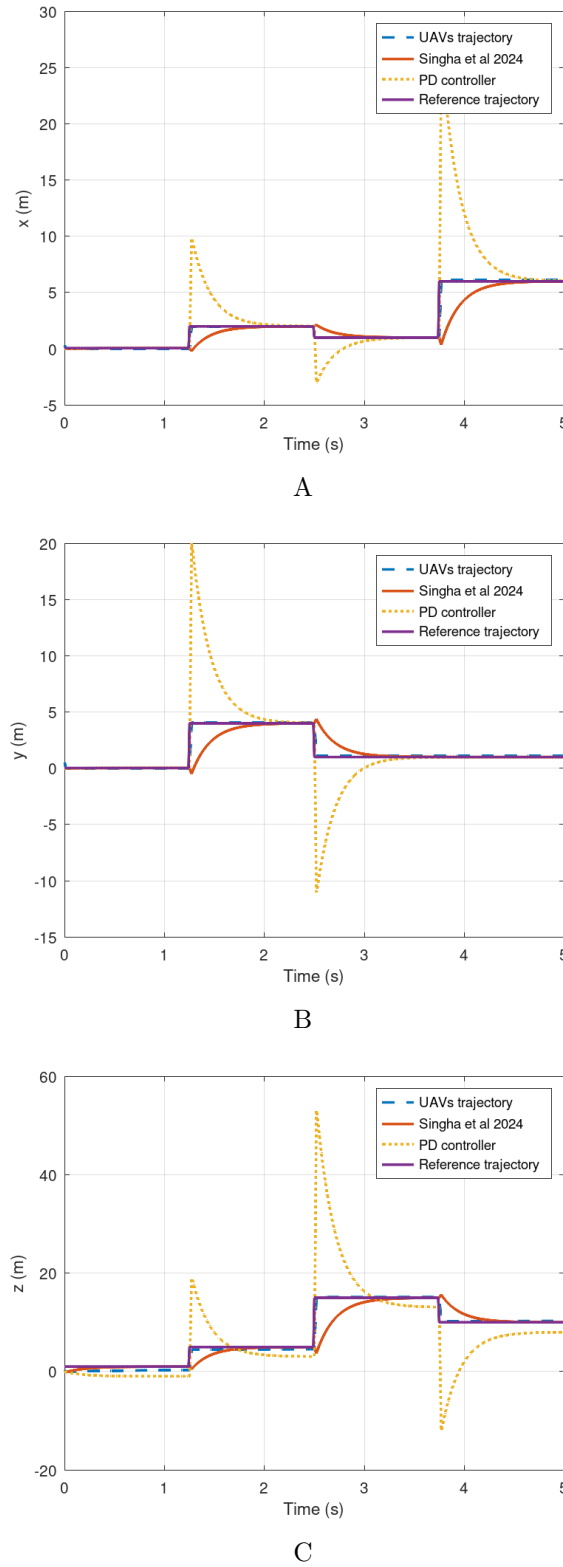 30
25
20
15
10
5
0
-5
x (m)
UAVs trajectory
Singha et al 2024
PD controller
Reference trajectory
0 1 2 3 4 5
Time (s)
A
20
15
10
5
0
-5
-10
-15
y (m)
UAVs trajectory
Singha et al 2024
PD controller
Reference trajectory
0 1 2 3 4 5
Time (s)
B
60
40
20
0
-20
z (m)
UAVs trajectory
Singha et al 2024
PD controller
Reference trajectory
0 1 2 3 4 5
Time (s)
C